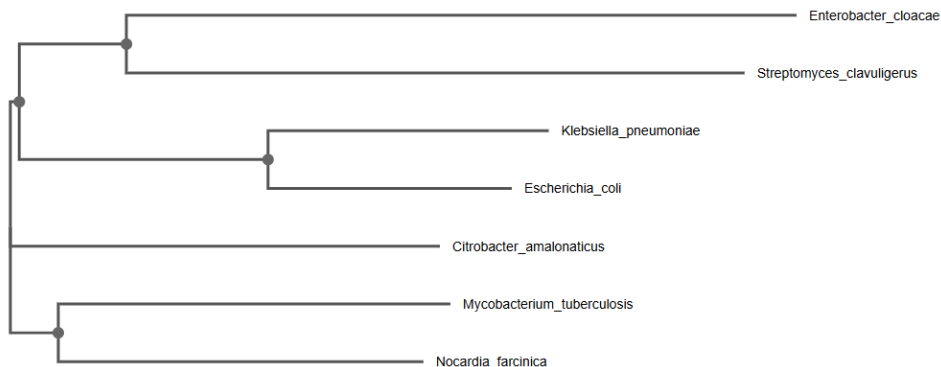 Enterobacter_cloacae
Streptomyces_clavuligerus
Klebsiella_pneumoniae
Escherichia_coli
Citrobacter_amalonaticus
Mycobacterium_tuberculosis
Nocardia_farcinica